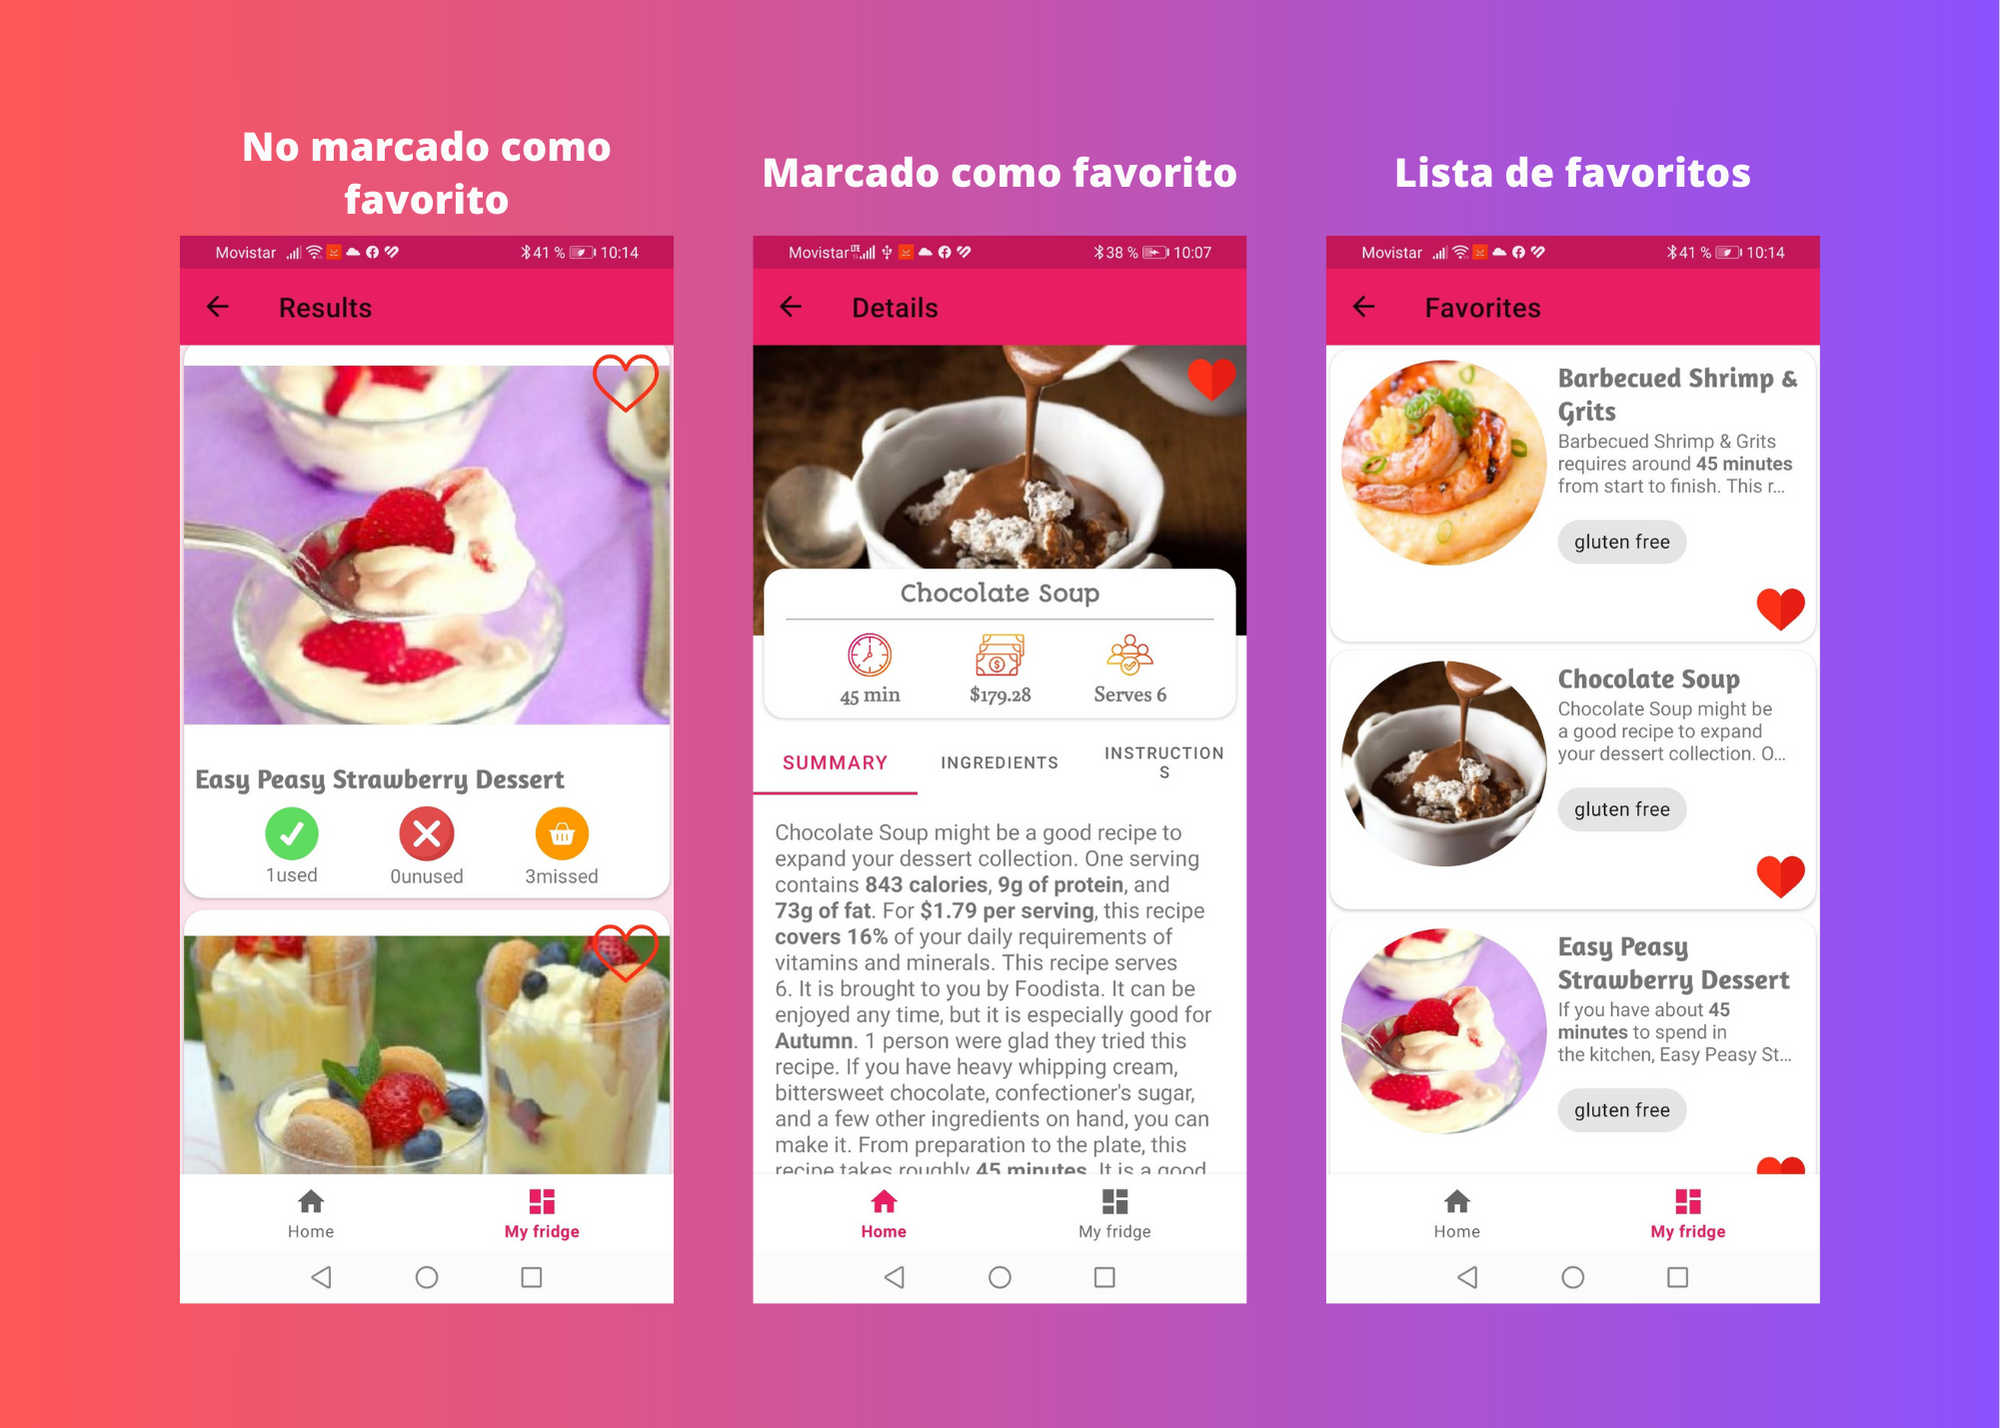 No marcado como
favorito
Movistar 41 % 10:14
Results
Easy Peasy Strawberry Dessert
1used 0unused 3missed
Home My fridge
Marcado como favorito
Movistar LTE 38 % 10:07
Details
Chocolate Soup
45 min $179.28 Serves 6
SUMMARY INGREDIENTS INSTRUCTION
S
Chocolate Soup might be a good recipe to
expand your dessert collection. One serving
contains 843 calories, 9g of protein, and
73g of fat. For $1.79 per serving, this recipe
covers 16% of your daily requirements of
vitamins and minerals. This recipe serves
6. It is brought to you by Foodista. It can be
enjoyed any time, but it is especially good for
Autumn. 1 person were glad they tried this
recipe. If you have heavy whipping cream,
bittersweet chocolate, confectioner's sugar,
and a few other ingredients on hand, you can
make it. From preparation to the plate, this
recipe takes roughly 45 minutes. It is a good
Home My fridge
Lista de favoritos
Movistar 41 % 10:14
Favorites
Barbecued Shrimp &
Grits
Barbecued Shrimp & Grits
requires around 45 minutes
from start to finish. This r...
gluten free
Chocolate Soup
Chocolate Soup might be
a good recipe to expand
your dessert collection. O...
gluten free
Easy Peasy
Strawberry Dessert
If you have about 45
minutes to spend in
the kitchen, Easy Peasy St...
gluten free
Home My fridge